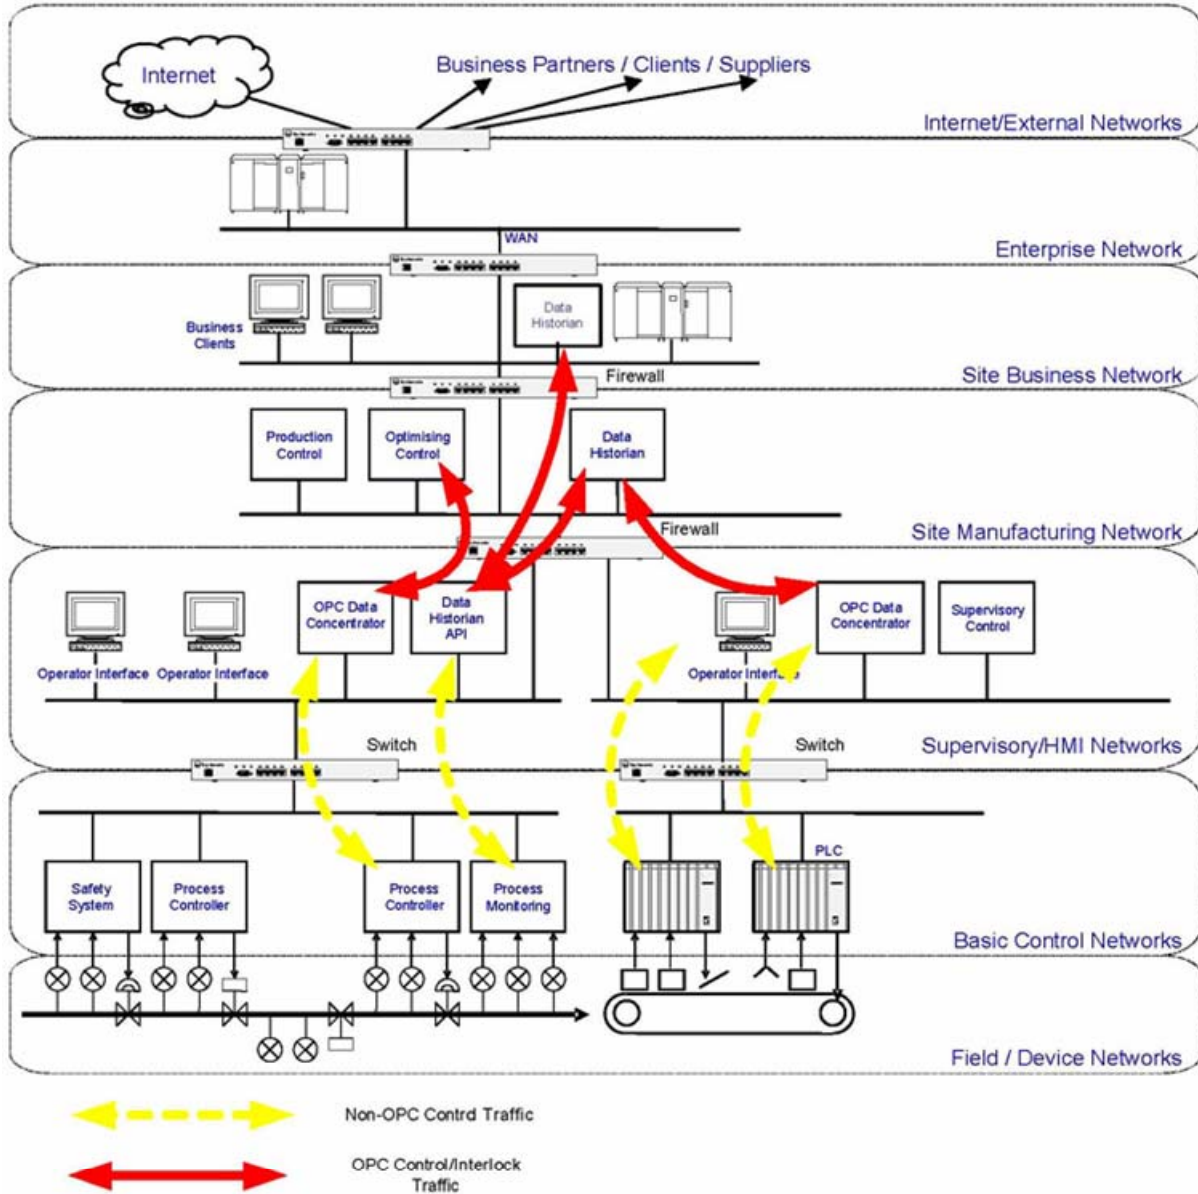 Internet
Business Partners / Clients / Suppliers
Internet/External Networks
WAN
Enterprise Network
Business
Clients
Data
Historian
Firewall
Site Business Network
Production
Control
Optimising
Control
Data
Historian
Firewall
Site Manufacturing Network
Operator Interface
Operator Interface
OPC Data
Concentrator
Data
Historian
API
Operator Interface
OPC Data
Concentrator
Supervisory
Control
Switch
Switch
Supervisory/HMI Networks
Safety
System
Process
Controller
Process
Controller
Process
Monitoring
PLC
Basic Control Networks
Field / Device Networks
Non-OPC Contrd Traffic
OPC Control/Interlock
Traffic